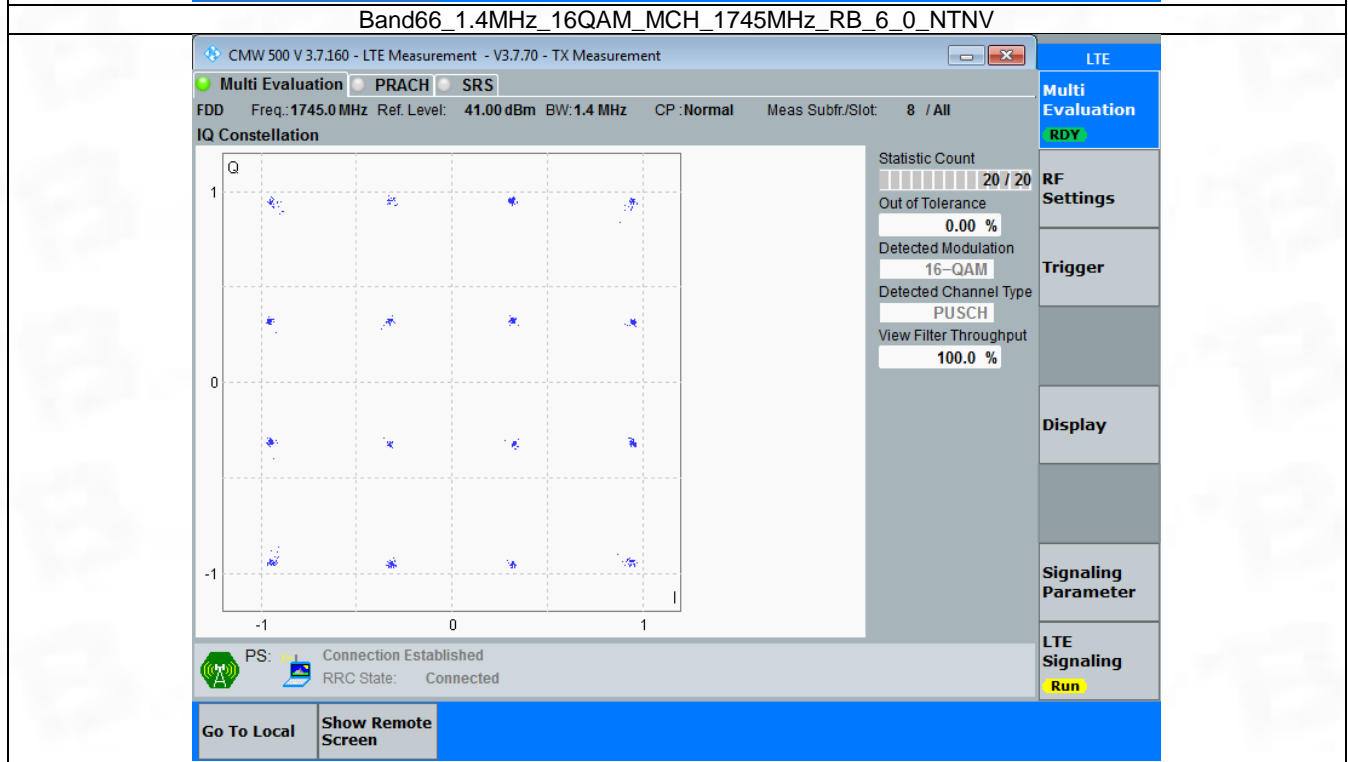 Band66_1.4MHz_16QAM_MCH_1745MHz_RB_6_0_NTNV
CMW 500 V 3.7.160 - LTE Measurement - V3.7.70 - TX Measurement
LTE
Multi Evaluation PRACH SRS
Multi
Evaluation
RDY
FDD Freq.:1745.0 MHz Ref. Level: 41.00 dBm BW:1.4 MHz CP :Normal Meas Subfr./Slot: 8 / All
IQ Constellation
Q
1
0
-1
I
-1 0 1
Statistic Count
20 / 20
Out of Tolerance
0.00 %
Detected Modulation
16-QAM
Detected Channel Type
PUSCH
View Filter Throughput
100.0 %
RF
Settings
Trigger
Display
Signaling
Parameter
LTE
Signaling
Run
PS: Connection Established
RRC State: Connected
Go To Local
Show Remote
Screen